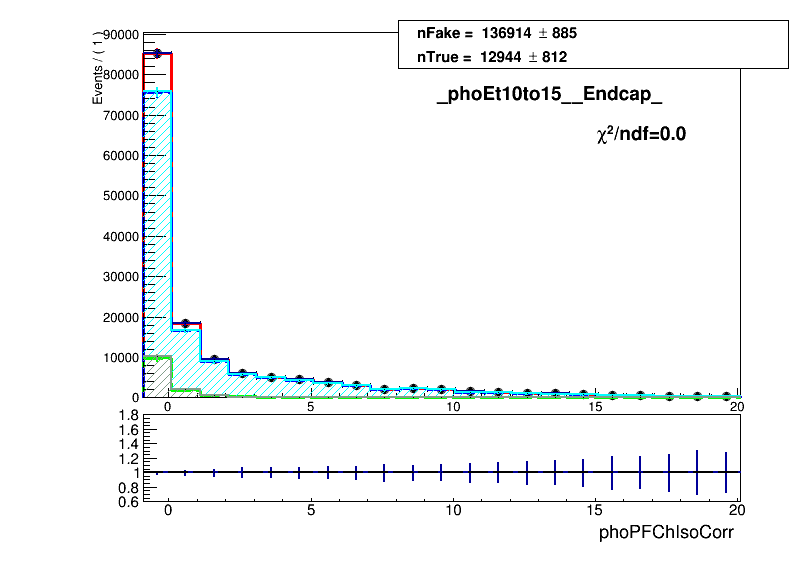 nFake = 136914 ± 885
nTrue = 12944 ± 812
_phoEt10to15__Endcap_
χ²/ndf=0.0
Events / ( 1 )
90000
80000
70000
60000
50000
40000
30000
20000
10000
0
0 5 10 15 20
1.8
1.6
1.4
1.2
1
0.8
0.6
0 5 10 15 20
phoPFChIsoCorr